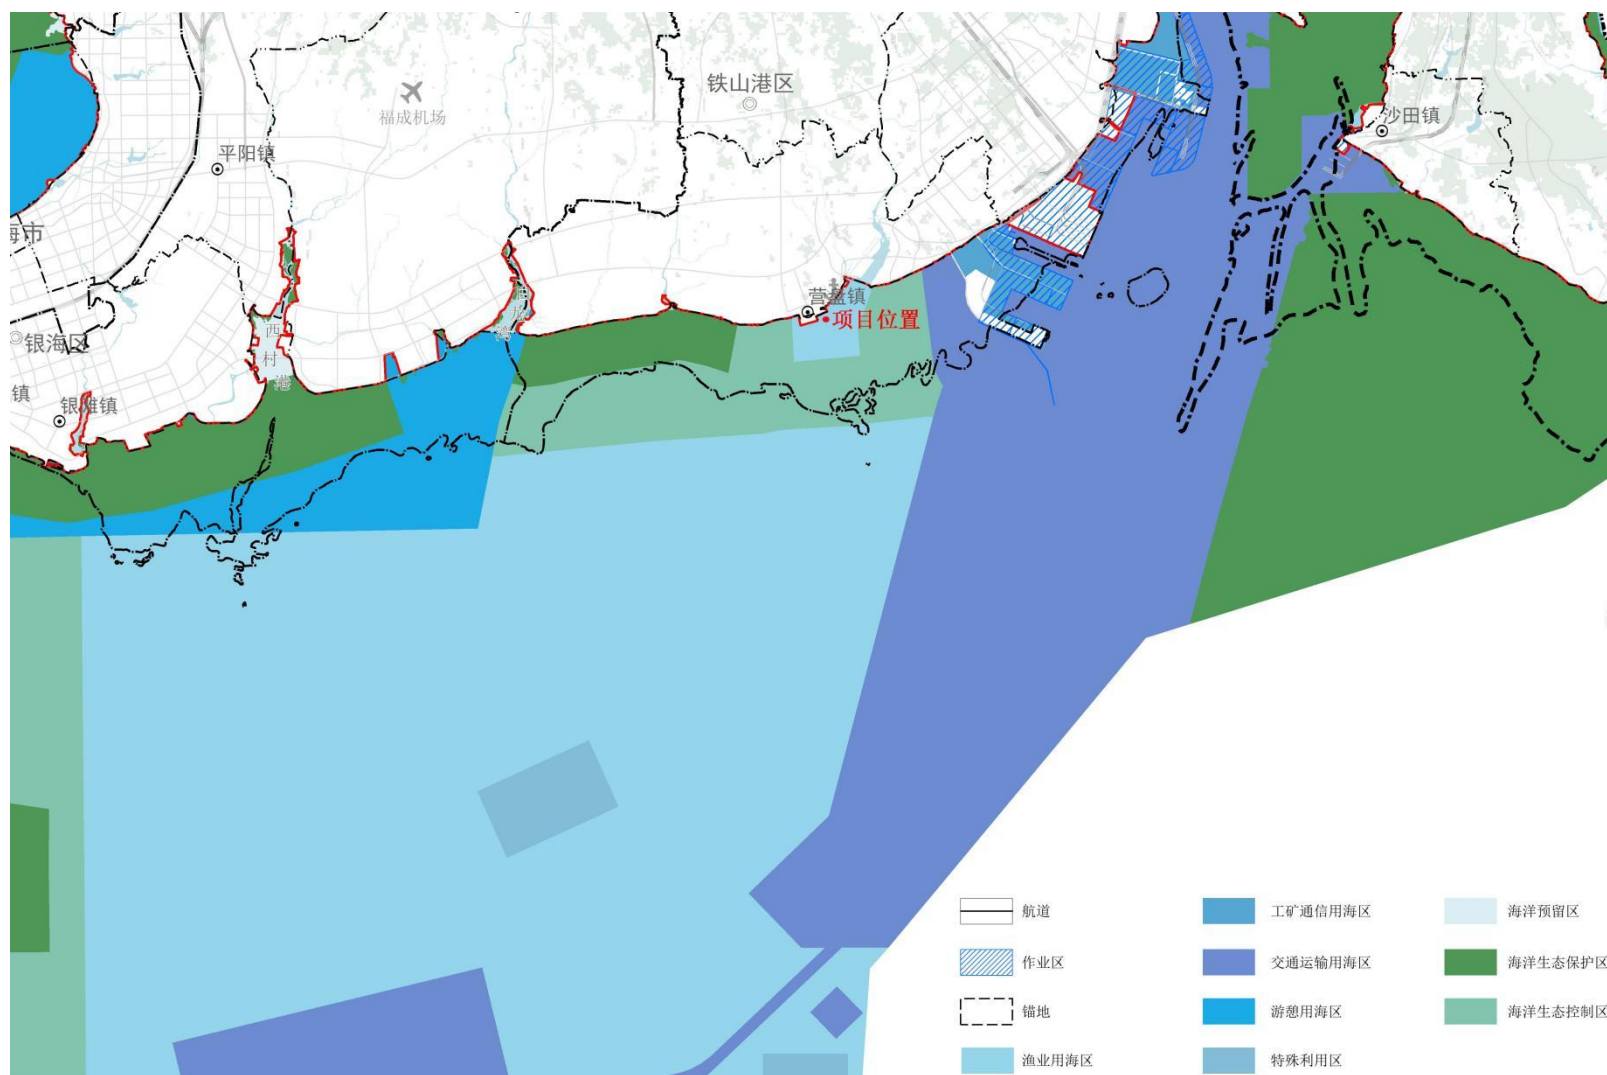 铁山港区
福成机场
沙田镇
平阳镇
海市
营盘镇
项目位置
西村港
银海区
镇
银滩镇
航道
工矿通信用海区
海洋预留区
作业区
交通运输用海区
海洋生态保护区
锚地
游憩用海区
海洋生态控制区
渔业用海区
特殊利用区